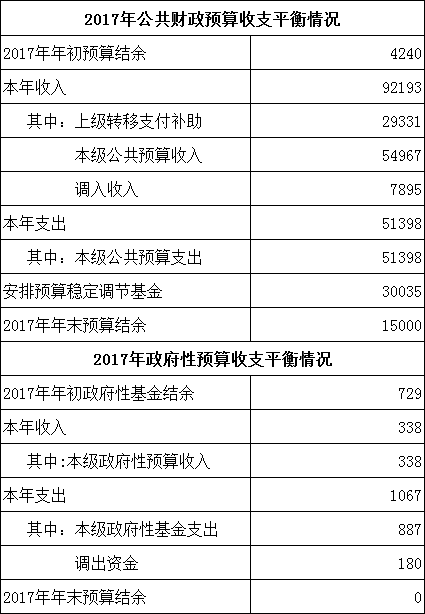 2017年公共财政预算收支平衡情况
2017年年初预算结余 4240
本年收入 92193
其中：上级转移支付补助 29331
本级公共预算收入 54967
调入收入 7895
本年支出 51398
其中：本级公共预算支出 51398
安排预算稳定调节基金 30035
2017年年末预算结余 15000
2017年政府性预算收支平衡情况
2017年年初政府性基金结余 729
本年收入 338
其中:本级政府性预算收入 338
本年支出 1067
其中：本级政府性基金支出 887
调出资金 180
2017年年末预算结余 0